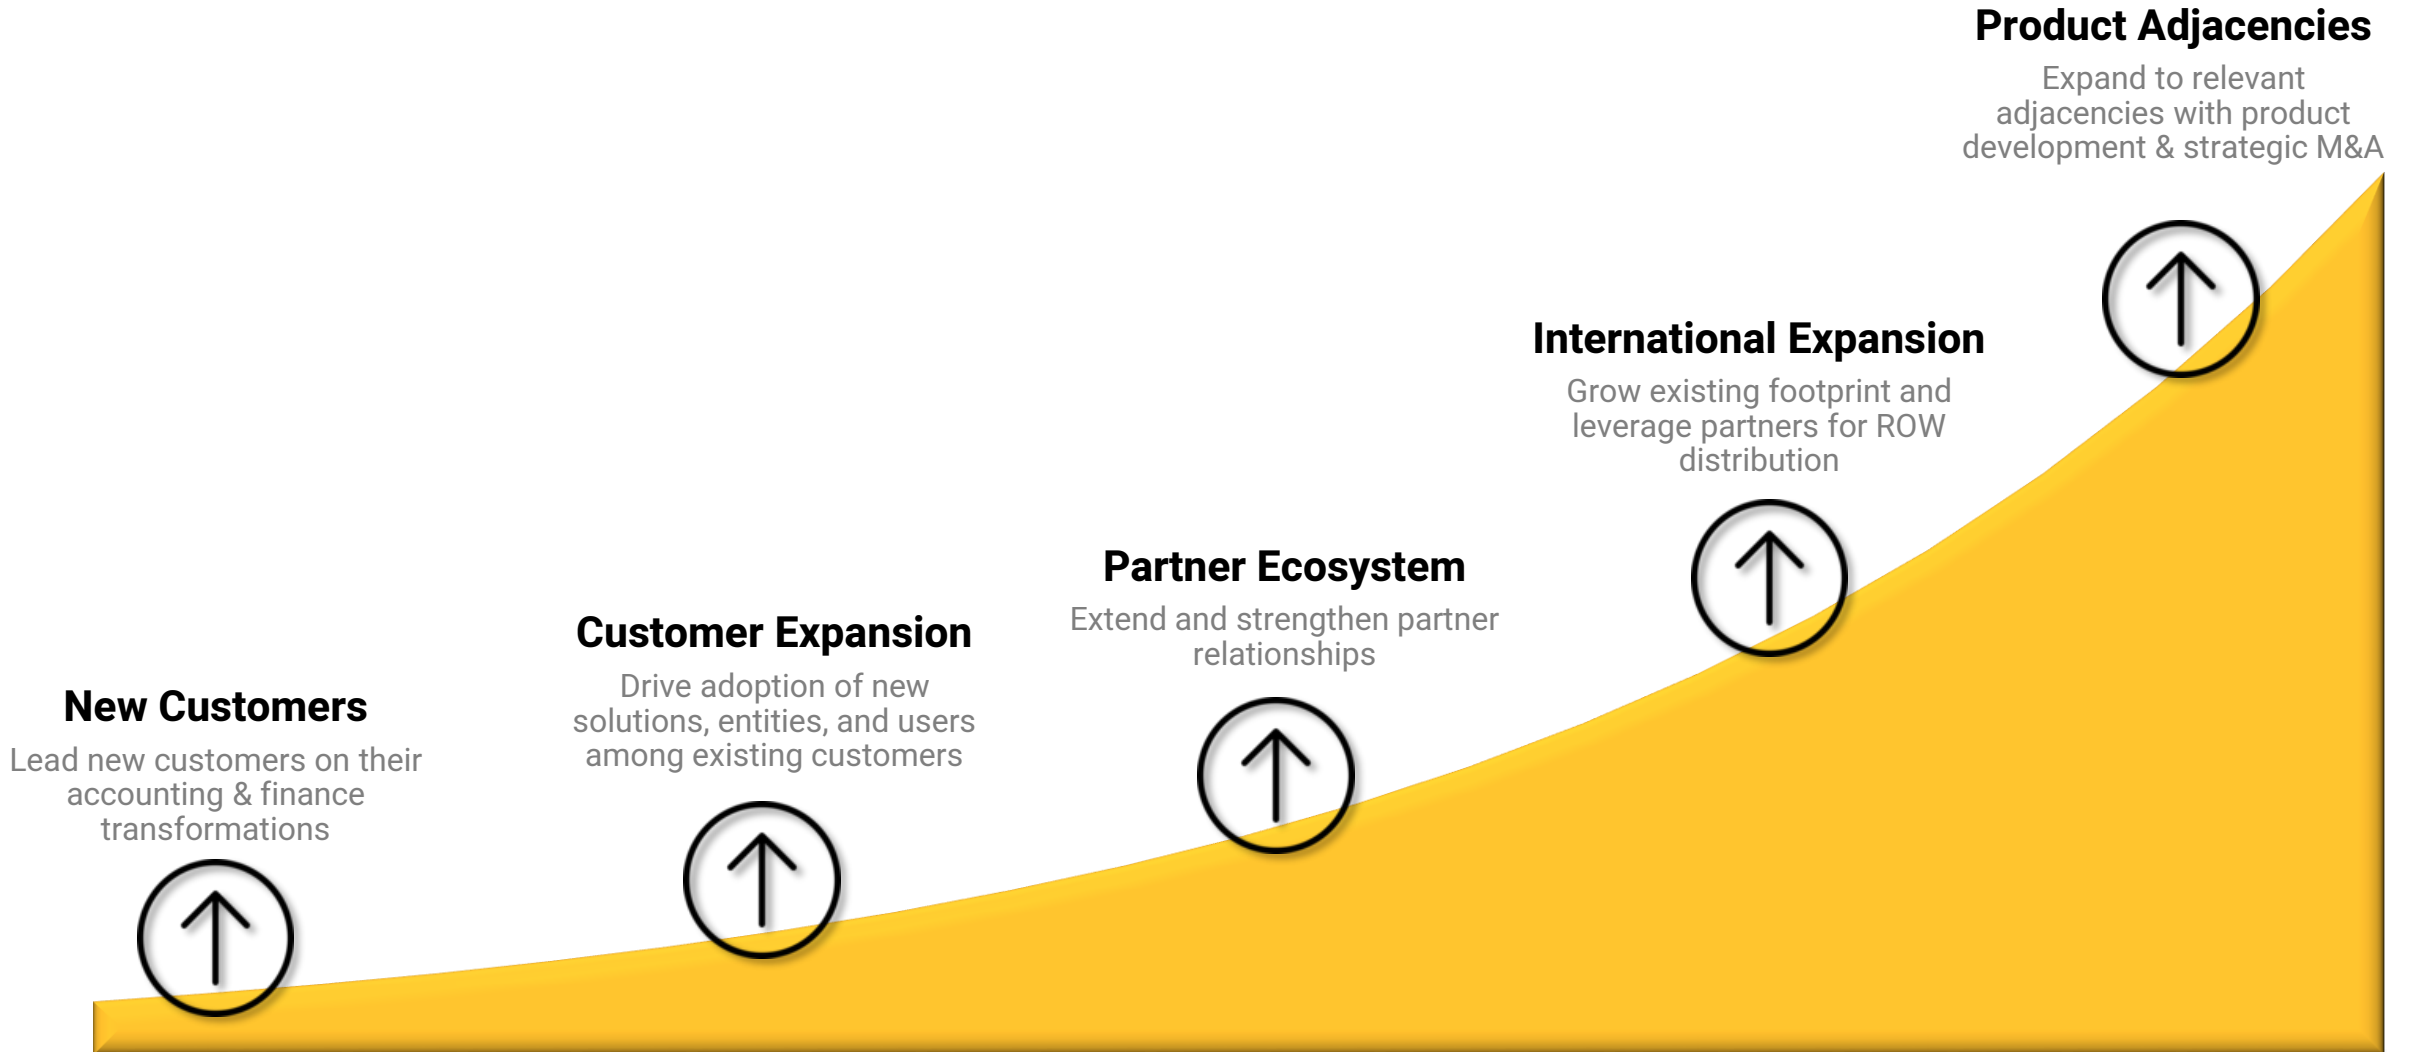 New Customers
Lead new customers on their
accounting & finance
transformations
Customer Expansion
Drive adoption of new
solutions, entities, and users
among existing customers
Partner Ecosystem
Extend and strengthen partner
relationships
International Expansion
Grow existing footprint and
leverage partners for ROW
distribution
Product Adjacencies
Expand to relevant
adjacencies with product
development & strategic M&A